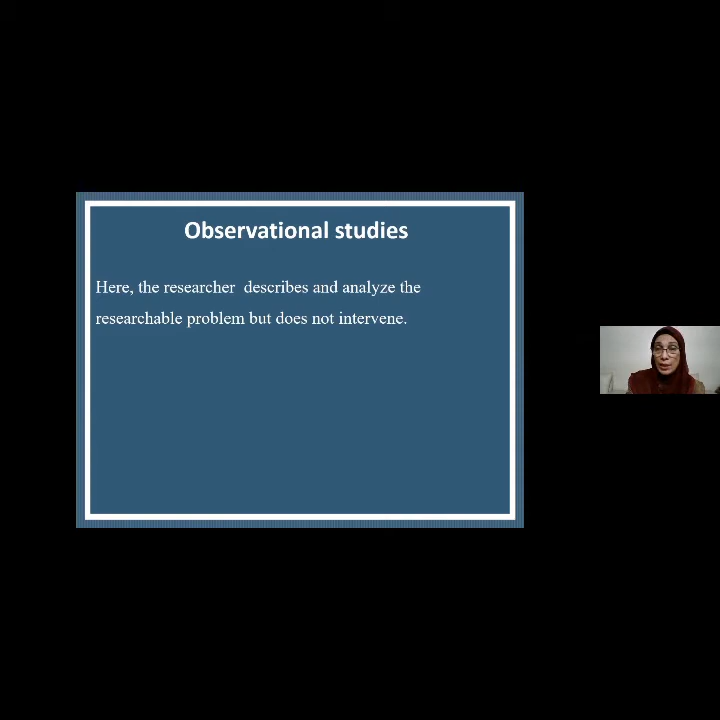 Observational studies
Here, the researcher  describes and analyze the
researchable problem but does not intervene.